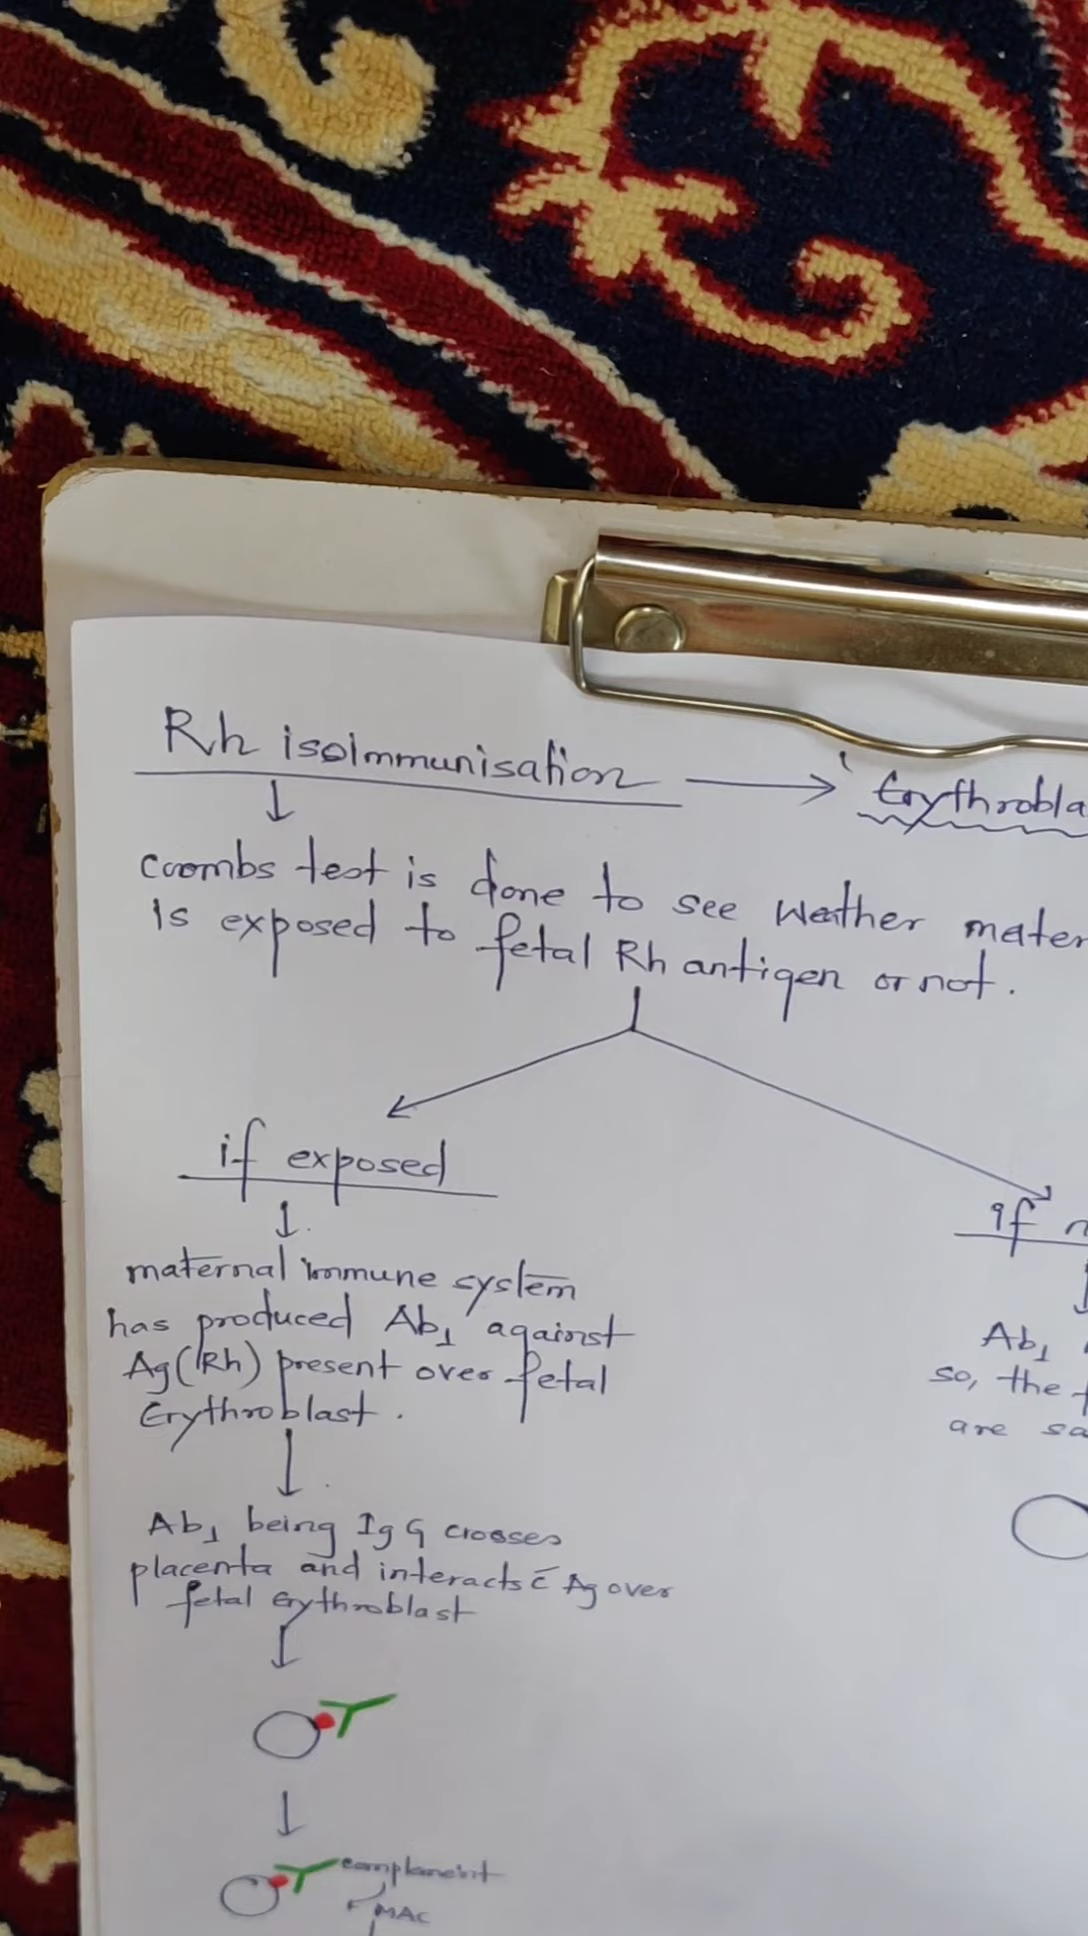 Rh isoImmunisation → Erythrobla
↓
coombs test is done to see Weather mater
is exposed to fetal Rh antigen or not.
if exposed
↓
If n
maternal immune system
has produced Ab1 against
Ag(Rh) present over fetal
Erythroblast.
↓
Ab1
so, the f
are sa
Ab1 being IgG crosses
placenta and interacts c̄ Ag over
fetal erythroblast
↓
↓
complement
MAC